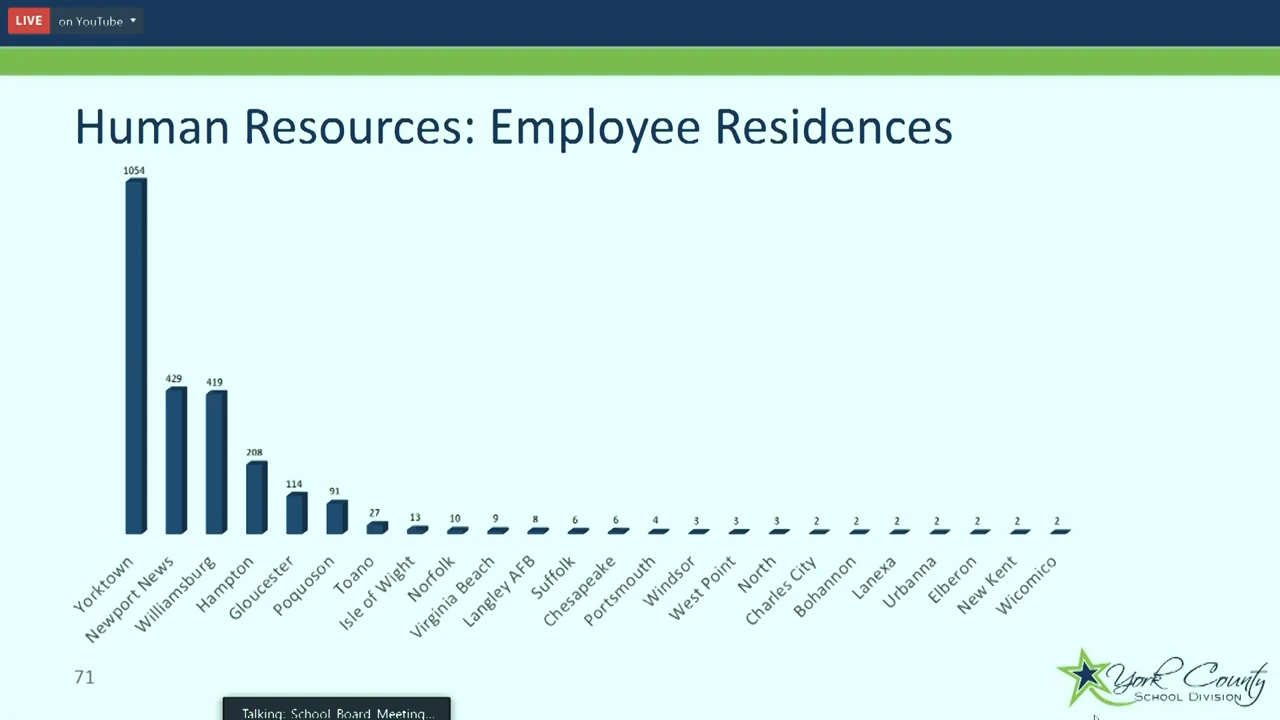 LIVE on YouTube
Human Resources: Employee Residences
1054
429
419
208
114
91
27
13
10
9
8
6
6
4
3
3
3
2
2
2
2
2
2
2
Yorktown
Newport News
Williamsburg
Hampton
Gloucester
Poquoson
Toano
Isle of Wight
Norfolk
Virginia Beach
Langley AFB
Suffolk
Chesapeake
Portsmouth
Windsor
West Point
North
Charles City
Bohannon
Lanexa
Urbanna
Elberon
New Kent
Wicomico
71
York County
SCHOOL DIVISION
Talking: School Board Meeting...